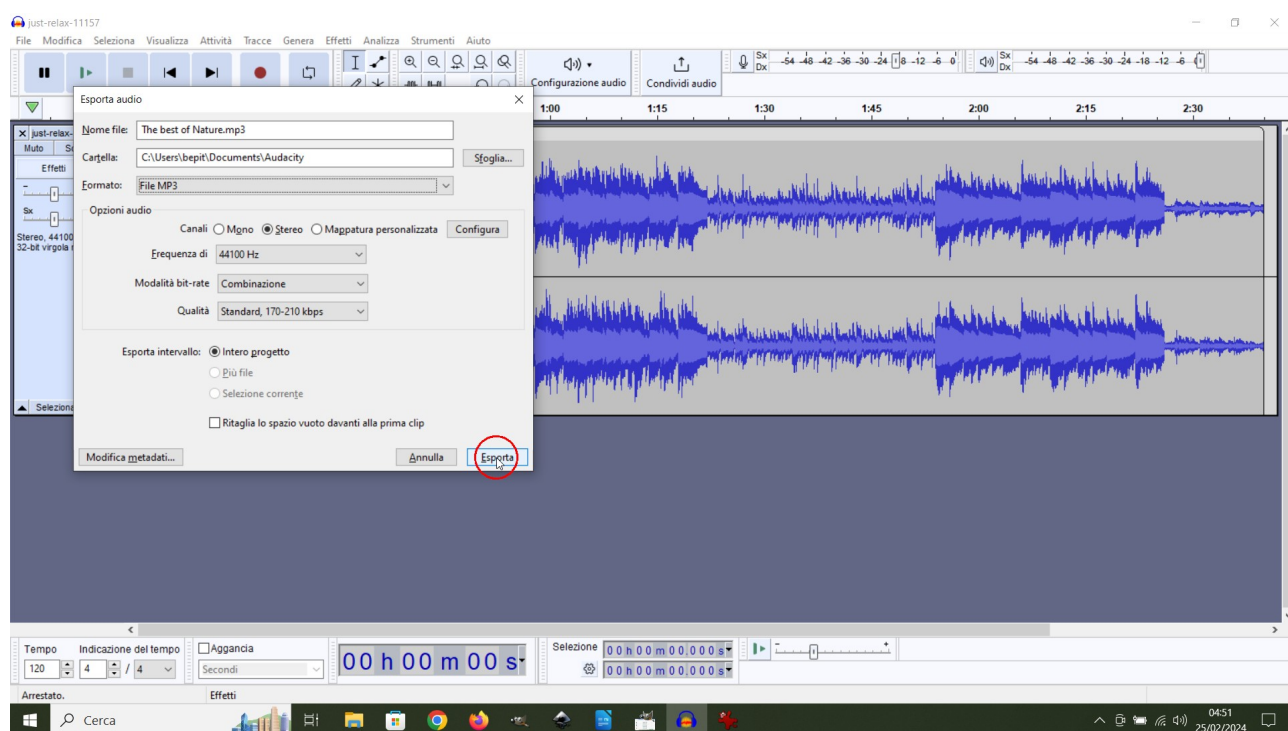 just-relax-11157
File Modifica Seleziona Visualizza Attività Tracce Genera Effetti Analizza Strumenti Aiuto
Configurazione audio
Condividi audio
Sx
Dx
-54 -48 -42 -36 -30 -24 8 -12 -6 0
Sx
Dx
-54 -48 -42 -36 -30 -24 -18 -12 -6
1:00 1:15 1:30 1:45 2:00 2:15 2:30
just-relax-
Muto
Effetti
Sx
Stereo, 44100
32-bit virgola
Seleziona
Esporta audio
Nome file: The best of Nature.mp3
Cartella: C:\Users\bepit\Documents\Audacity Sfoglia...
Formato: File MP3
Opzioni audio
Canali Mono Stereo Mappatura personalizzata Configura
Frequenza di 44100 Hz
Modalità bit-rate Combinazione
Qualità Standard, 170-210 kbps
Esporta intervallo: Intero progetto
Più file
Selezione corrente
Ritaglia lo spazio vuoto davanti alla prima clip
Modifica metadati... Annulla Esporta
Tempo Indicazione del tempo Aggancia
120 4 / 4 Secondi
00 h 00 m 00 s
Selezione 00 h 00 m 00.000 s
00 h 00 m 00.000 s
Arrestato. Effetti
Cerca
04:51
25/02/2024